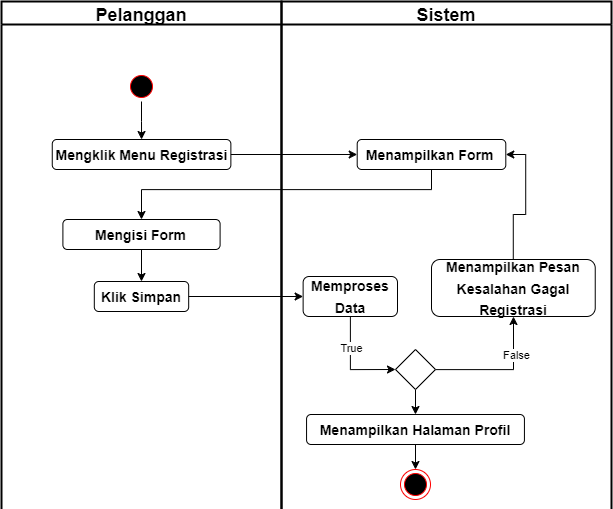 Pelanggan
Sistem
Mengklik Menu Registrasi
Menampilkan Form
Mengisi Form
Klik Simpan
Memproses
Data
Menampilkan Pesan
Kesalahan Gagal
Registrasi
True
False
Menampilkan Halaman Profil